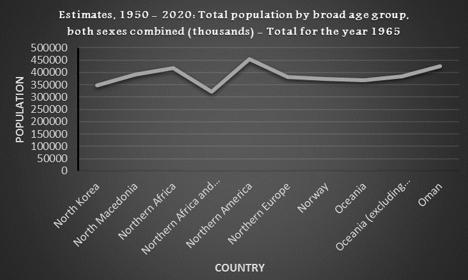 Estimates, 1950 – 2020: Total population by broad age group,
both sexes combined (thousands) – Total for the year 1965
POPULATION
500000
450000
400000
350000
300000
250000
200000
150000
100000
50000
0
North Korea
North Macedonia
Northern Africa
Northern Africa and…
Northern America
Northern Europe
Norway
Oceania
Oceania (excluding…
Oman
COUNTRY